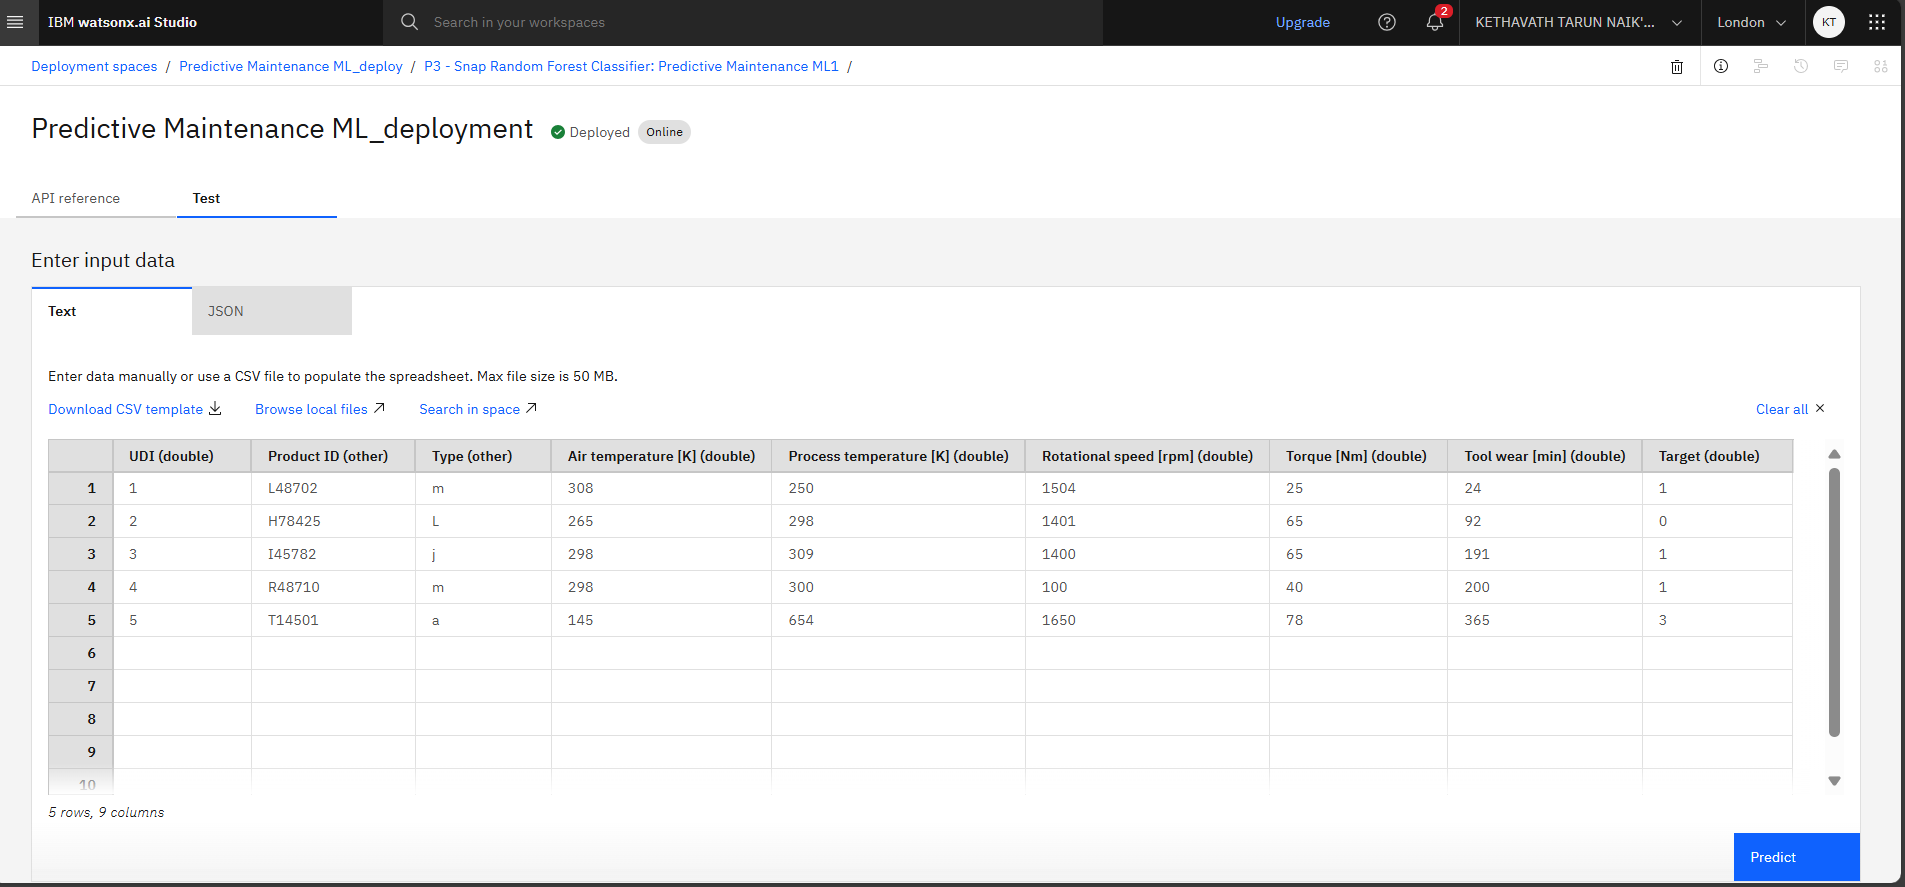 IBM watsonx.ai Studio Search in your workspaces Upgrade 2 KETHAVATH TARUN NAIK'... London KT
Deployment spaces / Predictive Maintenance ML_deploy / P3 - Snap Random Forest Classifier: Predictive Maintenance ML1 /
Predictive Maintenance ML_deployment Deployed Online
API reference Test
Enter input data
Text JSON
Enter data manually or use a CSV file to populate the spreadsheet. Max file size is 50 MB.
Download CSV template Browse local files Search in space Clear all
UDI (double) Product ID (other) Type (other) Air temperature [K] (double) Process temperature [K] (double) Rotational speed [rpm] (double) Torque [Nm] (double) Tool wear [min] (double) Target (double)
1 1 L48702 m 308 250 1504 25 24 1
2 2 H78425 L 265 298 1401 65 92 0
3 3 I45782 j 298 309 1400 65 191 1
4 4 R48710 m 298 300 100 40 200 1
5 5 T14501 a 145 654 1650 78 365 3
6
7
8
9
10
5 rows, 9 columns
Predict